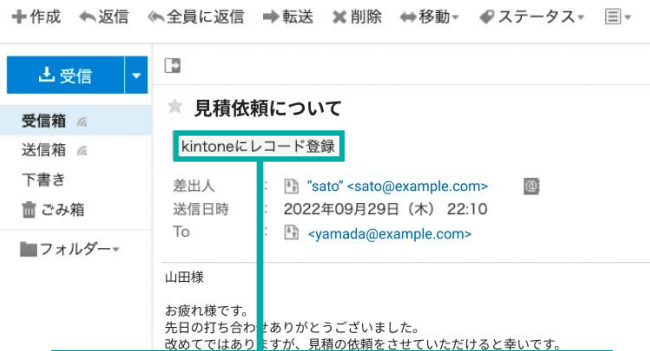 作成 返信 全員に返信 転送 削除 移動 ステータス
受信
見積依頼について
受信箱
kintoneにレコード登録
送信箱
下書き
差出人 : "sato" <sato@example.com>
ごみ箱
送信日時 : 2022年09月29日（木） 22:10
To : <yamada@example.com>
フォルダー
山田様
お疲れ様です。
先日の打ち合わせありがとうございました。
改めてではありますが、見積の依頼をさせていただけると幸いです。